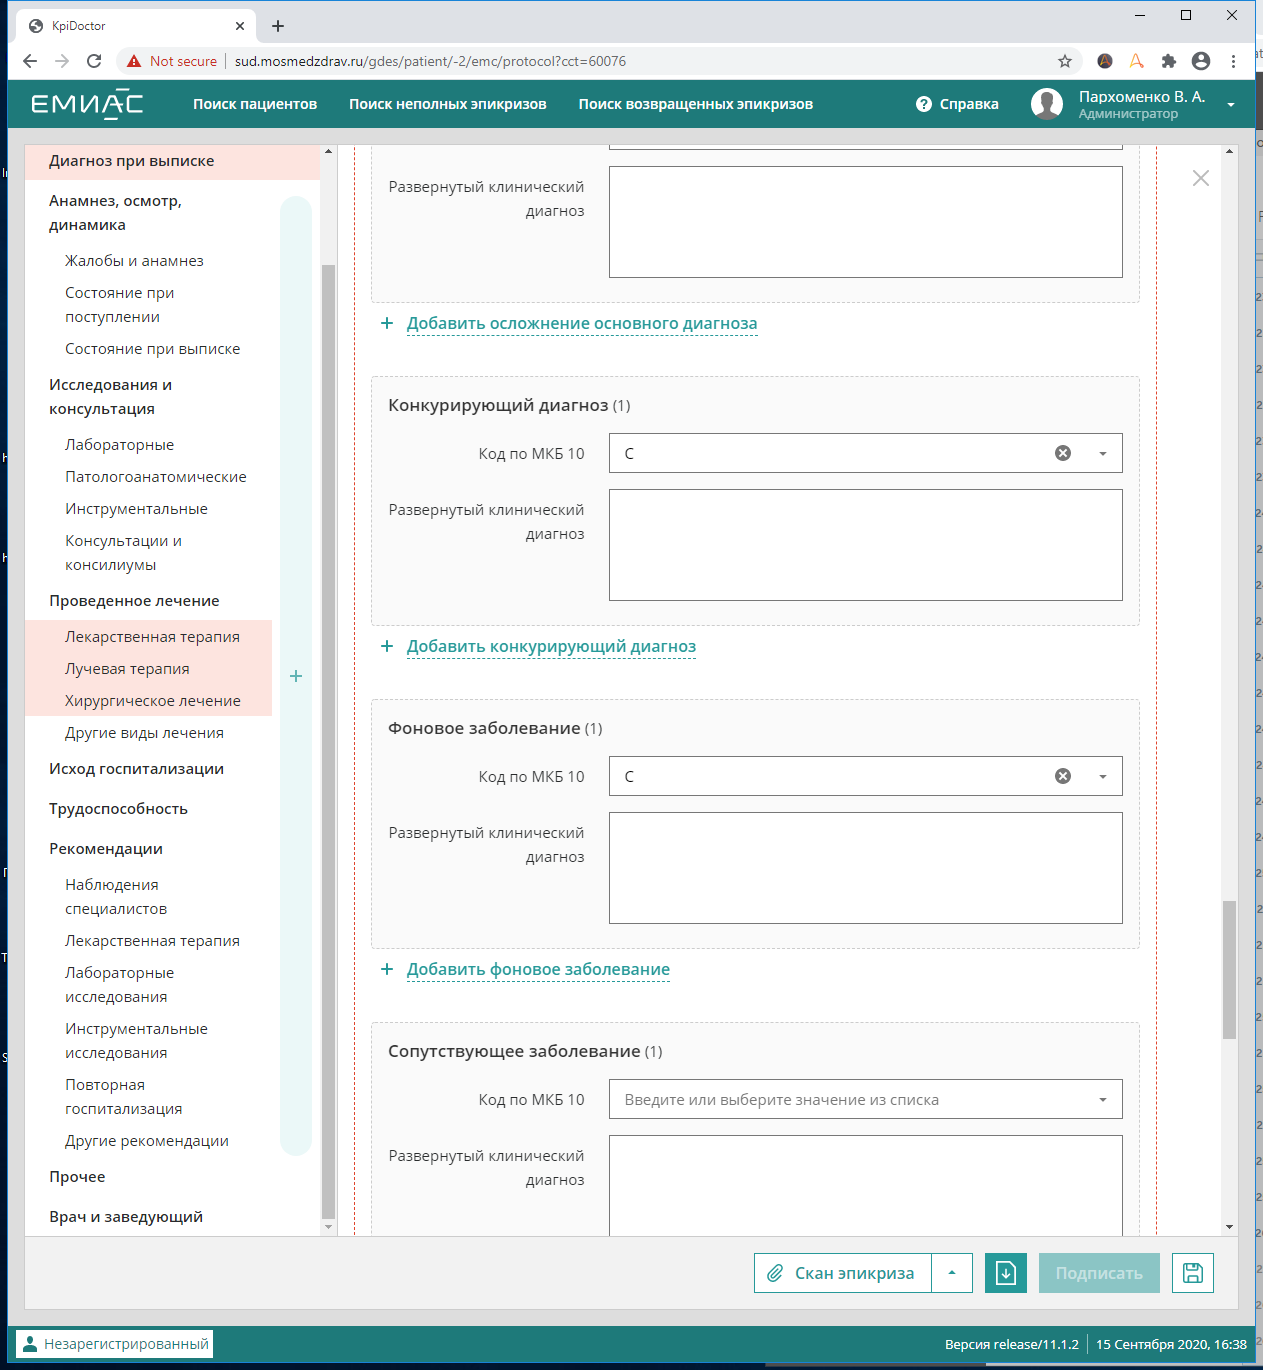 KpiDoctor
Not secure
sud.mosmedzdrav.ru/gdes/patient/-2/emc/protocol?cct=60076
ЕМИАС
Поиск пациентов
Поиск неполных эпикризов
Поиск возвращенных эпикризов
Справка
Пархоменко В. А.
Администратор
Диагноз при выписке
Анамнез, осмотр,
динамика
Жалобы и анамнез
Состояние при
поступлении
Состояние при выписке
Исследования и
консультация
Лабораторные
Патологоанатомические
Инструментальные
Консультации и
консилиумы
Проведенное лечение
Лекарственная терапия
Лучевая терапия
Хирургическое лечение
Другие виды лечения
Исход госпитализации
Трудоспособность
Рекомендации
Наблюдения
специалистов
Лекарственная терапия
Лабораторные
исследования
Инструментальные
исследования
Повторная
госпитализация
Другие рекомендации
Прочее
Врач и заведующий
Развернутый клинический
диагноз
+ Добавить осложнение основного диагноза
Конкурирующий диагноз (1)
Код по МКБ 10
C
Развернутый клинический
диагноз
+ Добавить конкурирующий диагноз
Фоновое заболевание (1)
Код по МКБ 10
C
Развернутый клинический
диагноз
+ Добавить фоновое заболевание
Сопутствующее заболевание (1)
Код по МКБ 10
Введите или выберите значение из списка
Развернутый клинический
диагноз
Скан эпикриза
Подписать
Незарегистрированный
Версия release/11.1.2
15 Сентября 2020, 16:38